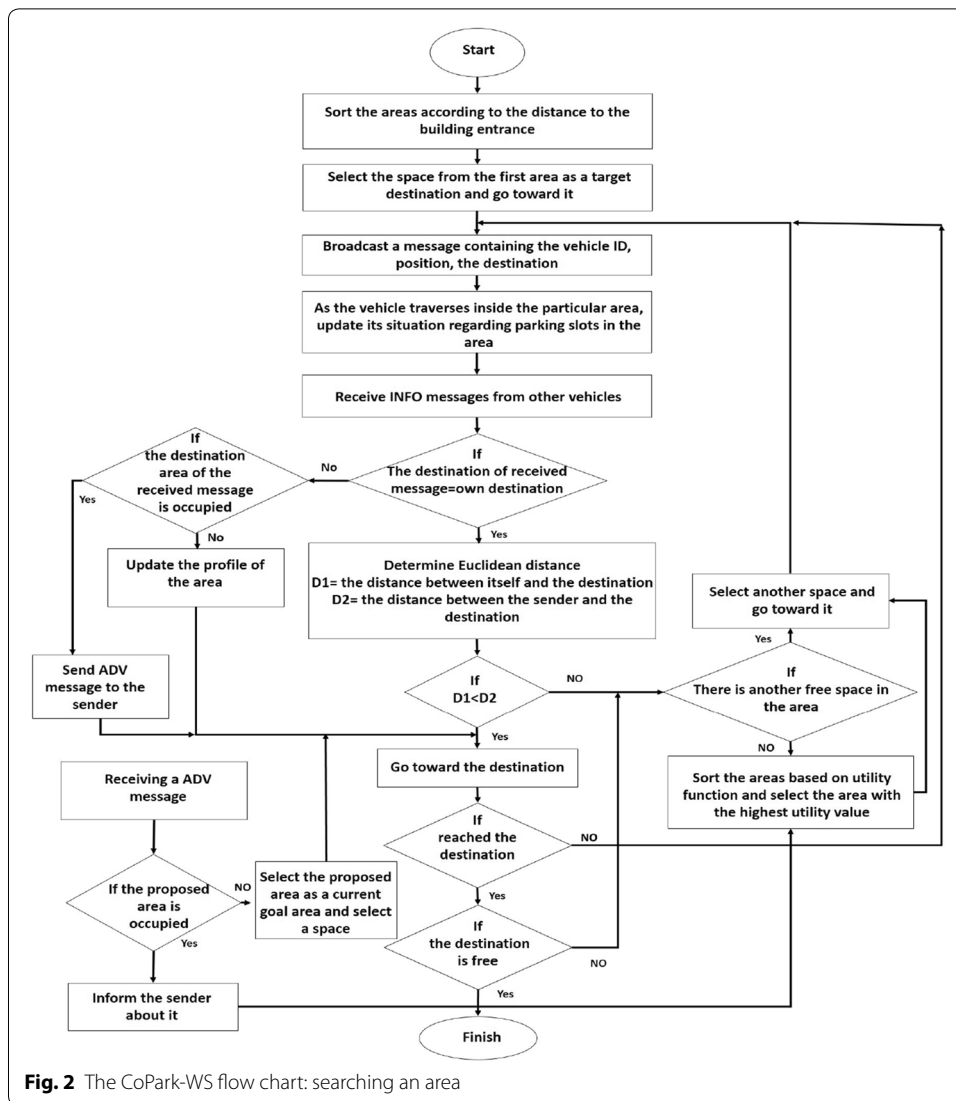 Start
Sort the areas according to the distance to the
building entrance
Select the space from the first area as a target
destination and go toward it
Broadcast a message containing the vehicle ID,
position, the destination
As the vehicle traverses inside the particular area,
update its situation regarding parking slots in the
area
Receive INFO messages from other vehicles
If
the destination
area of the
received message
is occupied
No
If
The destination of received
message=own destination
Yes
No
Yes
Update the profile of
the area
Determine Euclidean distance
D1= the distance between itself and the destination
D2= the distance between the sender and the
destination
Select another space and
go toward it
Yes
Send ADV
message to the
sender
If
D1<D2
NO
If
There is another free space in
the area
Yes
NO
Receiving a ADV
message
Go toward the destination
Sort the areas based on utility
function and select the area with
the highest utility value
If
reached the
destination
NO
If the proposed
area is
occupied
NO
Select the proposed
area as a current
goal area and select
a space
Yes
Yes
If
the destination
is free
NO
Inform the sender
about it
Yes
Finish
Fig. 2 The CoPark-WS flow chart: searching an area